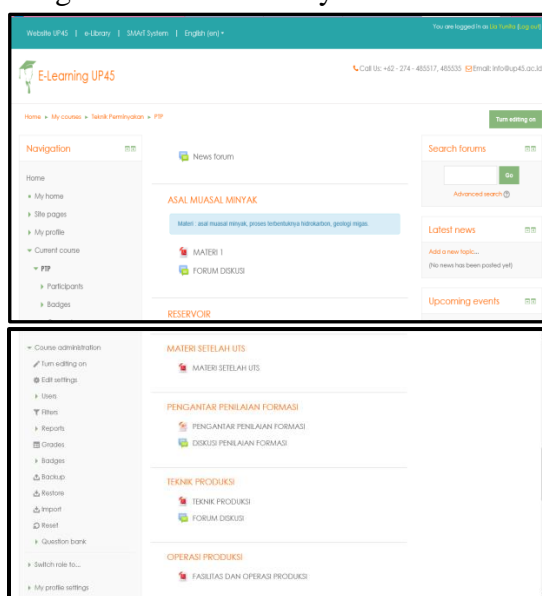 Website UP45 | e-Library | SMArT System | English (en)
You are logged in as Lia Yunita (Log out)
E-Learning UP45
Call Us: +62 - 274 - 485517, 485535 Email: info@up45.ac.id
Home My courses Teknik Perminyakan PTP
Turn editing on
Navigation
Home
My home
Site pages
My profile
Current course
PTP
Participants
Badges
News forum
ASAL MUASAL MINYAK
Materi : asal muasal minyak, proses terbentuknya hidrokarbon, geologi migas.
MATERI 1
FORUM DISKUSI
RESERVOIR
Search forums
Go
Advanced search
Latest news
Add a new topic...
(No news has been posted yet)
Upcoming events
Course administration
Turn editing on
Edit settings
Users
Filters
Reports
Grades
Badges
Backup
Restore
Import
Reset
Question bank
Switch role to...
My profile settings
MATERI SETELAH UTS
MATERI SETELAH UTS
PENGANTAR PENILAIAN FORMASI
PENGANTAR PENILAIAN FORMASI
DISKUSI PENILAIAN FORMASI
TEKNIK PRODUKSI
TEKNIK PRODUKSI
FORUM DISKUSI
OPERASI PRODUKSI
FASILITAS DAN OPERASI PRODUKSI